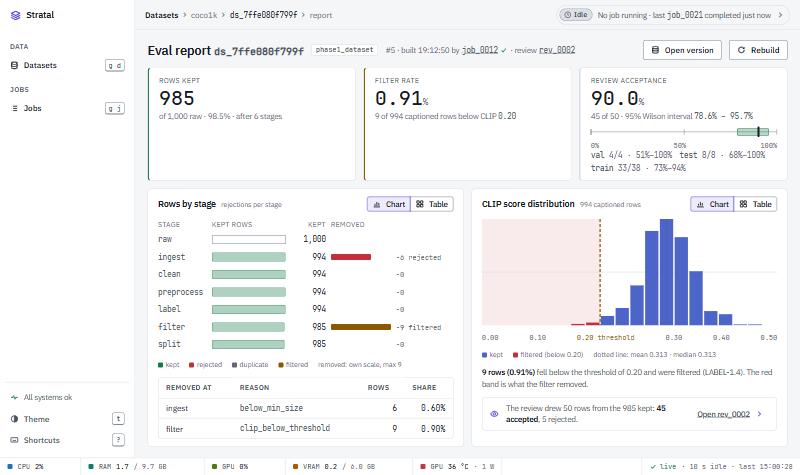 Stratal
Datasets › coco1k › ds_7ffe080f799f › report
Idle No job running · last job_0021 completed just now ›
DATA
Datasets g d
JOBS
Jobs g j
Eval report ds_7ffe080f799f phase1_dataset #5 · built 19:12:50 by job_0012 ✓ · review rev_0002
Open version
Rebuild
ROWS KEPT
985
of 1,000 raw · 98.5% · after 6 stages
FILTER RATE
0.91%
9 of 994 captioned rows below CLIP 0.20
REVIEW ACCEPTANCE
90.0%
45 of 50 · 95% Wilson interval 78.6% – 95.7%
0% 50% 100%
val 4/4 · 51%–100% test 8/8 · 68%–100%
train 33/38 · 73%–94%
Rows by stage rejections per stage
Chart Table
STAGE KEPT ROWS KEPT REMOVED
raw 1,000
ingest 994 -6 rejected
clean 994 -0
preprocess 994 -0
label 994 -0
filter 985 -9 filtered
split 985 -0
kept rejected duplicate filtered removed: own scale, max 9
REMOVED AT REASON ROWS SHARE
ingest below_min_size 6 0.60%
filter clip_below_threshold 9 0.90%
CLIP score distribution 994 captioned rows
Chart Table
0.00 0.10 0.20 threshold 0.30 0.40 0.50
kept filtered (below 0.20) dotted line: mean 0.313 · median 0.313
9 rows (0.91%) fell below the threshold of 0.20 and were filtered (LABEL-1.4). The red
band is what the filter removed.
The review drew 50 rows from the 985 kept: 45
accepted, 5 rejected.
Open rev_0002 ›
All systems ok
Theme t
Shortcuts ?
CPU 2% RAM 1.7 / 9.7 GB GPU 0% VRAM 0.2 / 6.0 GB GPU 36 °C · 1 W ✓ live · 10 s idle · last 15:00:28